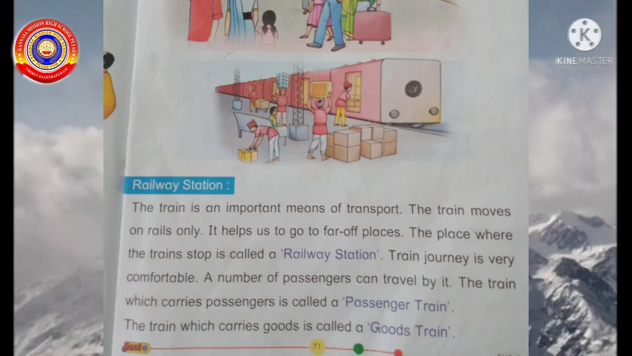 KINEMASTER
LV
Railway Station :
The train is an important means of transport. The train moves
on rails only. It helps us to go to far-off places. The place where
the trains stop is called a 'Railway Station'. Train journey is very
comfortable. A number of passengers can travel by it. The train
which carries passengers is called a 'Passenger Train'.
The train which carries goods is called a 'Goods Train'.
71